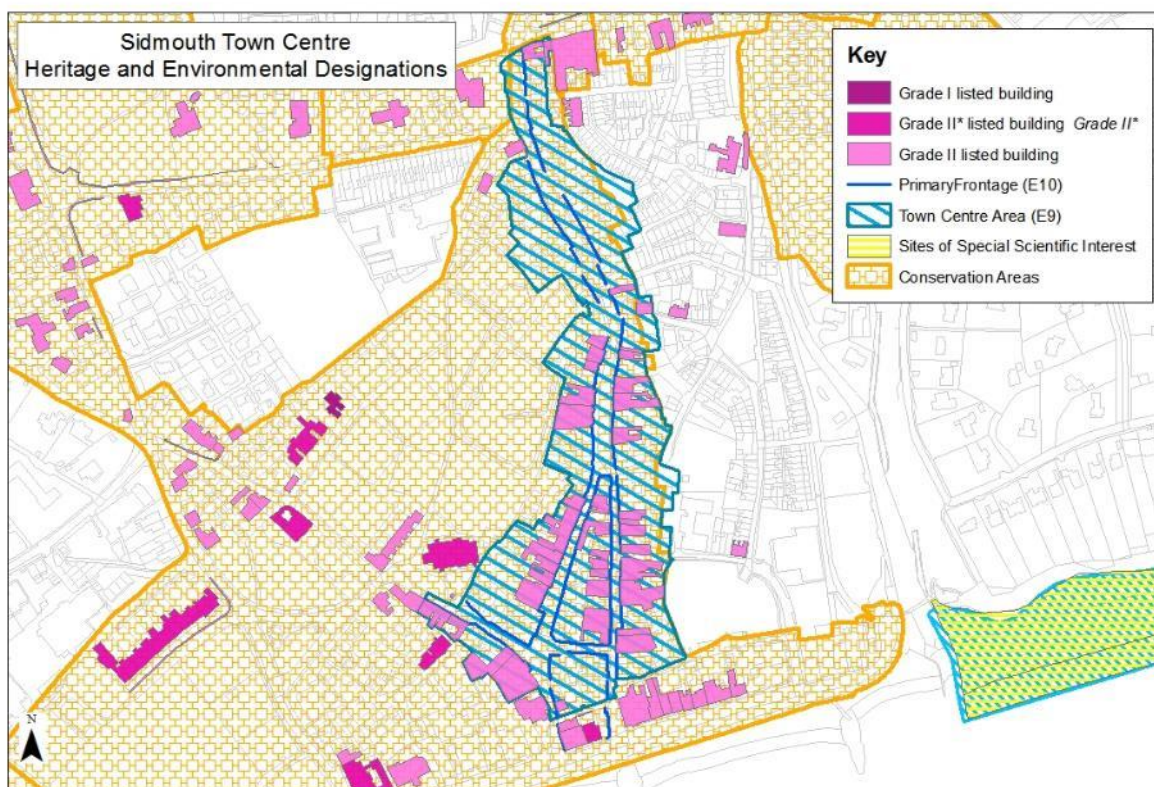 Sidmouth Town Centre
Heritage and Environmental Designations
Key
Grade I listed building
Grade II* listed building Grade II*
Grade II listed building
PrimaryFrontage (E10)
Town Centre Area (E9)
Sites of Special Scientific Interest
Conservation Areas
N